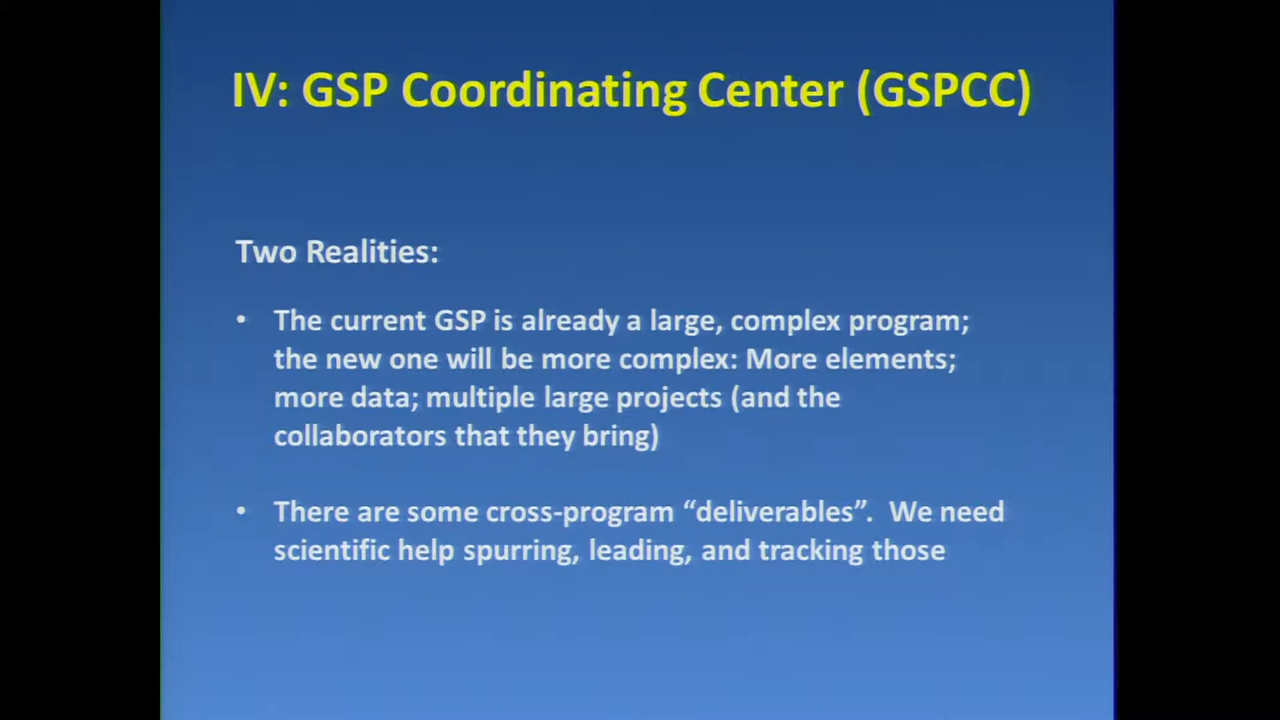 IV: GSP Coordinating Center (GSPCC)
Two Realities:
• The current GSP is already a large, complex program;
the new one will be more complex: More elements;
more data; multiple large projects (and the
collaborators that they bring)
• There are some cross-program “deliverables”.  We need
scientific help spurring, leading, and tracking those